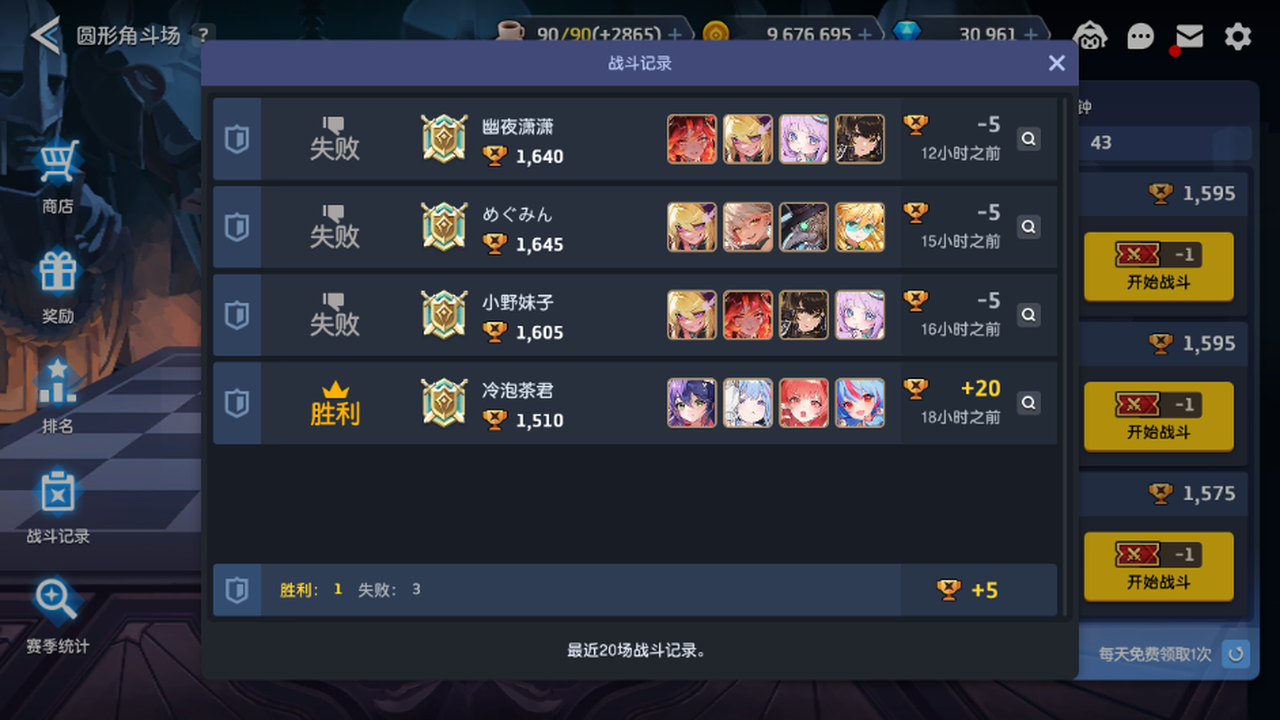 圆形角斗场 ?
90/90(+2865) +
9 676 695 +
30 961 +
战斗记录
失败
幽夜潇潇
1,640
-5
12小时之前
失败
めぐみん
1,645
-5
15小时之前
失败
小野妹子
1,605
-5
16小时之前
胜利
冷泡茶君
1,510
+20
18小时之前
胜利: 1 失败: 3
+5
最近20场战斗记录。
商店
奖励
排名
战斗记录
赛季统计
钟
43
1,595
-1
开始战斗
1,595
-1
开始战斗
1,575
-1
开始战斗
每天免费领取1次